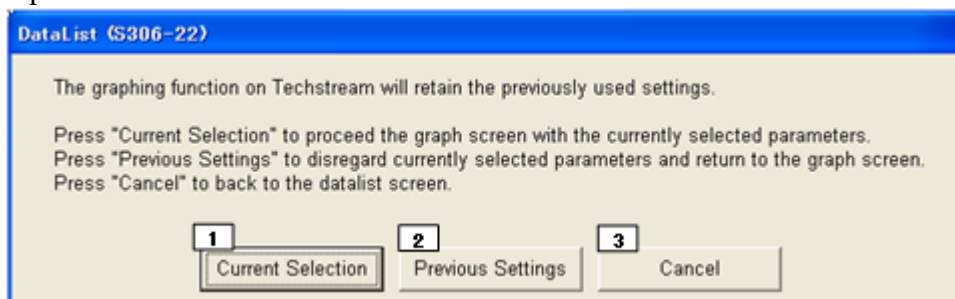 DataList (S306-22)
The graphing function on Techstream will retain the previously used settings.
Press "Current Selection" to proceed the graph screen with the currently selected parameters.
Press "Previous Settings" to disregard currently selected parameters and return to the graph screen.
Press "Cancel" to back to the datalist screen.
1 2 3
Current Selection Previous Settings Cancel